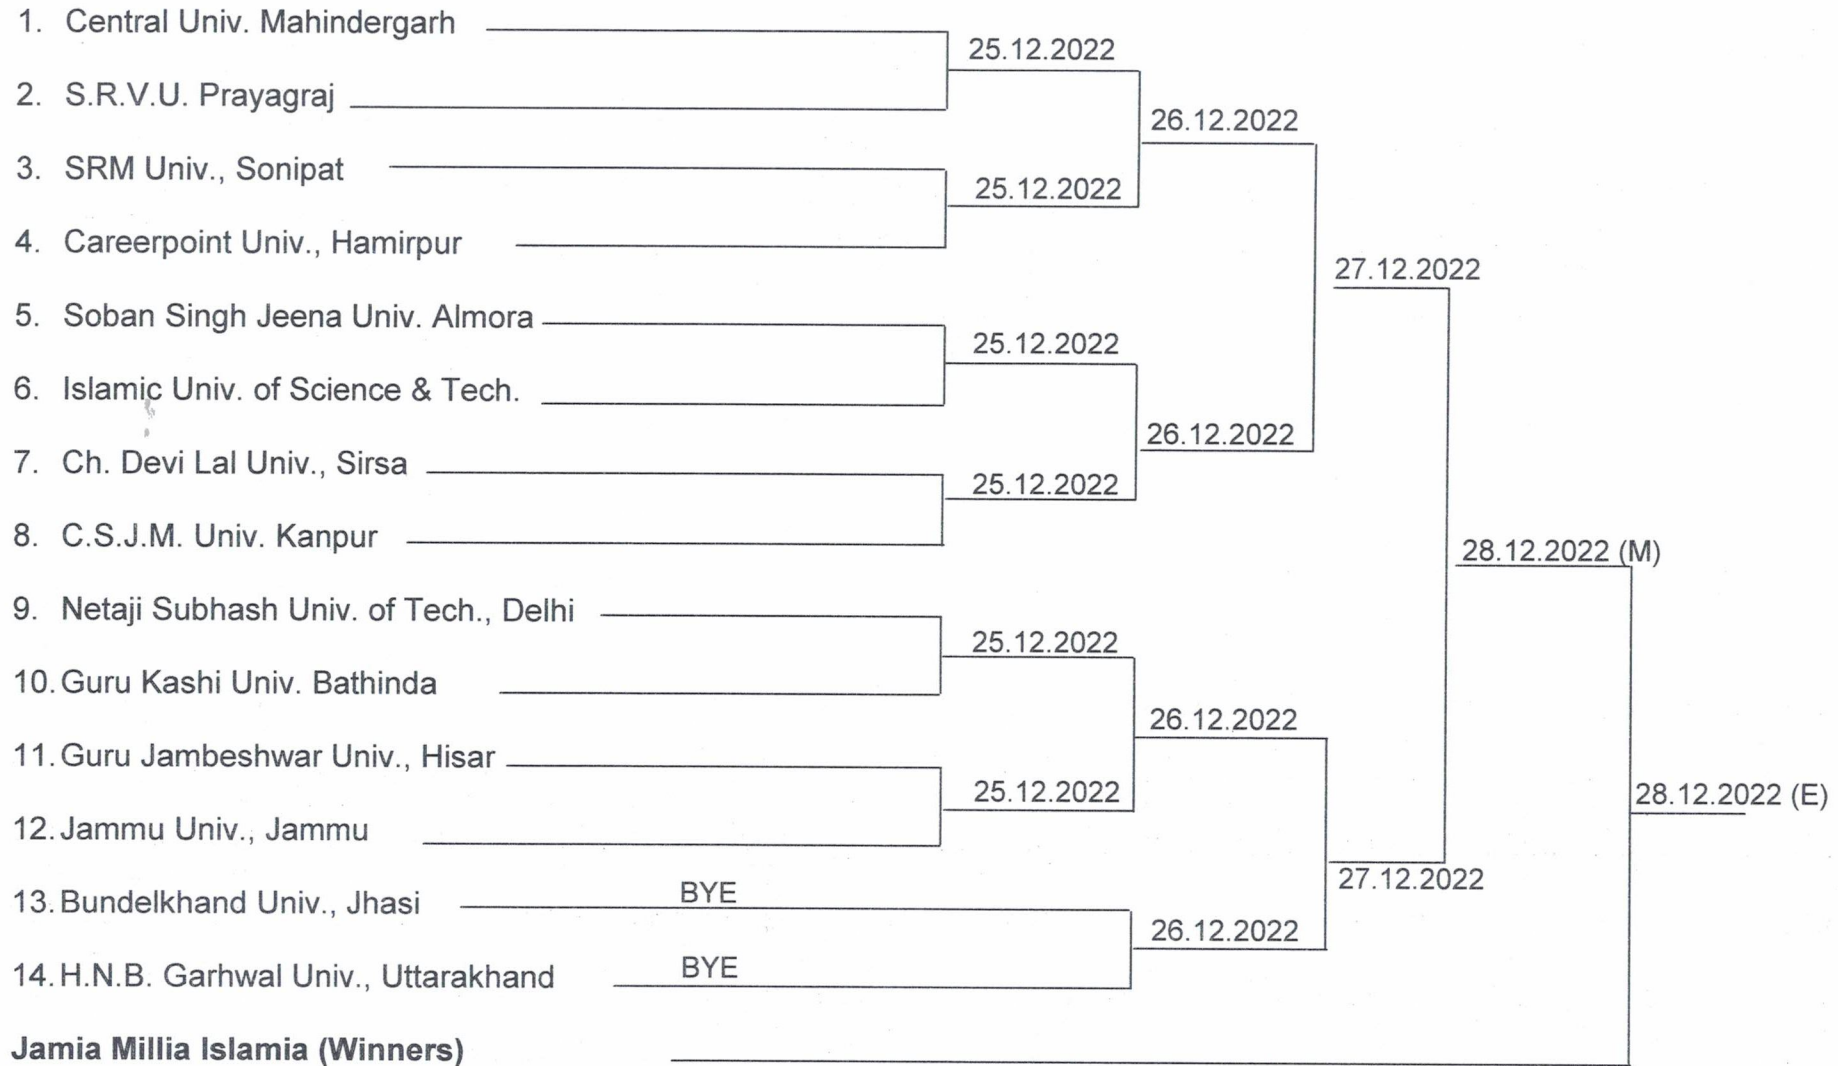 1. Central Univ. Mahindergarh
25.12.2022
2. S.R.V.U. Prayagraj
26.12.2022
3. SRM Univ., Sonipat
25.12.2022
4. Careerpoint Univ., Hamirpur
27.12.2022
5. Soban Singh Jeena Univ. Almora
25.12.2022
6. Islamic Univ. of Science & Tech.
26.12.2022
7. Ch. Devi Lal Univ., Sirsa
25.12.2022
8. C.S.J.M. Univ. Kanpur
28.12.2022 (M)
9. Netaji Subhash Univ. of Tech., Delhi
25.12.2022
10. Guru Kashi Univ. Bathinda
26.12.2022
11. Guru Jambeshwar Univ., Hisar
25.12.2022
28.12.2022 (E)
12. Jammu Univ., Jammu
27.12.2022
13. Bundelkhand Univ., Jhasi BYE
26.12.2022
14. H.N.B. Garhwal Univ., Uttarakhand BYE
Jamia Millia Islamia (Winners)